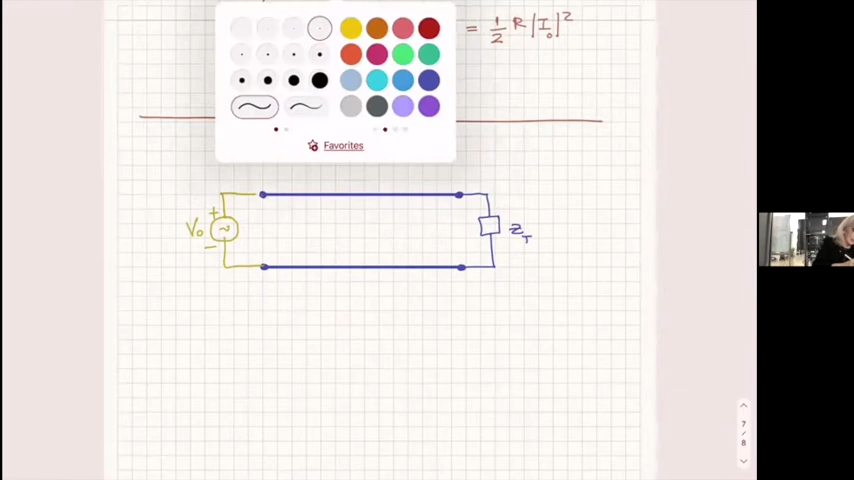 = 1/2 R |I₀|²
Favorites
+
V₀ ~
−
Z_T
7
/
8